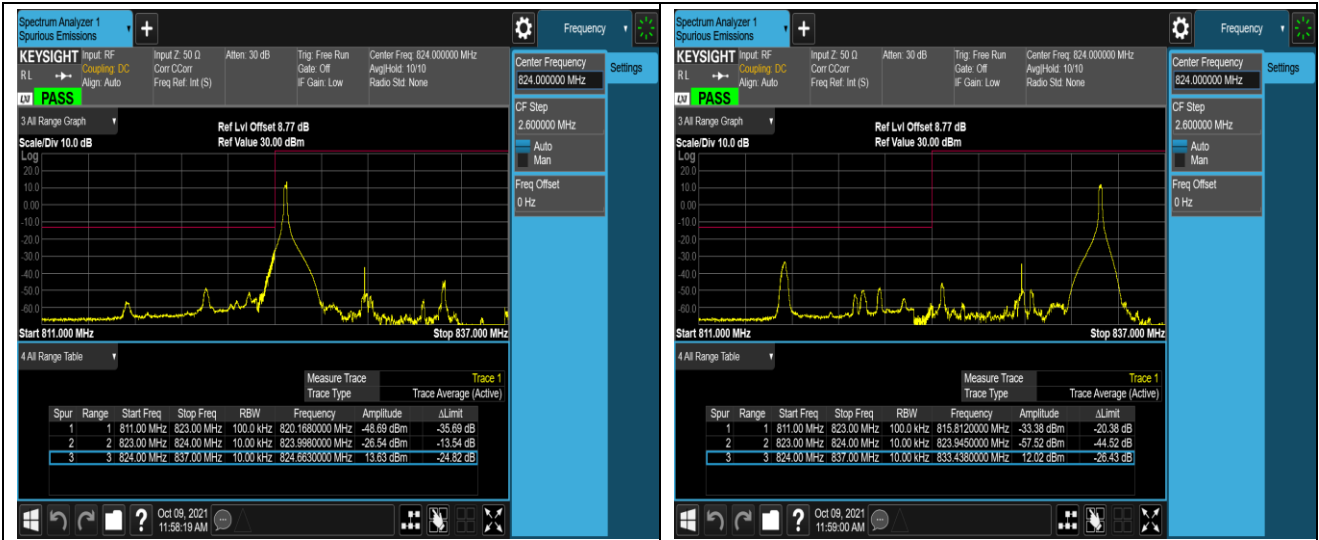 Spectrum Analyzer 1
Spurious Emissions
+
Frequency
KEYSIGHT
Input: RF
Coupling: DC
Align: Auto
Input Z: 50 Ω
Corr CCorr
Freq Ref: Int (S)
Atten: 30 dB
Trig: Free Run
Gate: Off
IF Gain: Low
Center Freq: 824.000000 MHz
Avg|Hold: 10/10
Radio Std: None
RL
PASS
Center Frequency
824.000000 MHz
Settings
CF Step
2.600000 MHz
Auto
Man
Freq Offset
0 Hz
3 All Range Graph
Ref Lvl Offset 8.77 dB
Scale/Div 10.0 dB
Ref Value 30.00 dBm
Log
20.0
10.0
0.00
-10.0
-20.0
-30.0
-40.0
-50.0
-60.0
Start 811.000 MHz
Stop 837.000 MHz
4 All Range Table
Measure Trace Trace 1
Trace Type Trace Average (Active)
Spur Range Start Freq Stop Freq RBW Frequency Amplitude ΔLimit
1 1 811.00 MHz 823.00 MHz 100.0 kHz 820.1680000 MHz -48.69 dBm -35.69 dB
2 2 823.00 MHz 824.00 MHz 10.00 kHz 823.9980000 MHz -26.54 dBm -13.54 dB
3 3 824.00 MHz 837.00 MHz 10.00 kHz 824.6630000 MHz 13.63 dBm -24.82 dB
?
Oct 09, 2021
11:58:19 AM
Spectrum Analyzer 1
Spurious Emissions
+
Frequency
KEYSIGHT
Input: RF
Coupling: DC
Align: Auto
Input Z: 50 Ω
Corr CCorr
Freq Ref: Int (S)
Atten: 30 dB
Trig: Free Run
Gate: Off
IF Gain: Low
Center Freq: 824.000000 MHz
Avg|Hold: 10/10
Radio Std: None
RL
PASS
Center Frequency
824.000000 MHz
Settings
CF Step
2.600000 MHz
Auto
Man
Freq Offset
0 Hz
3 All Range Graph
Ref Lvl Offset 8.77 dB
Scale/Div 10.0 dB
Ref Value 30.00 dBm
Log
20.0
10.0
0.00
-10.0
-20.0
-30.0
-40.0
-50.0
-60.0
Start 811.000 MHz
Stop 837.000 MHz
4 All Range Table
Measure Trace Trace 1
Trace Type Trace Average (Active)
Spur Range Start Freq Stop Freq RBW Frequency Amplitude ΔLimit
1 1 811.00 MHz 823.00 MHz 100.0 kHz 815.8120000 MHz -33.38 dBm -20.38 dB
2 2 823.00 MHz 824.00 MHz 10.00 kHz 823.9450000 MHz -57.52 dBm -44.52 dB
3 3 824.00 MHz 837.00 MHz 10.00 kHz 833.4380000 MHz 12.02 dBm -26.43 dB
?
Oct 09, 2021
11:59:00 AM